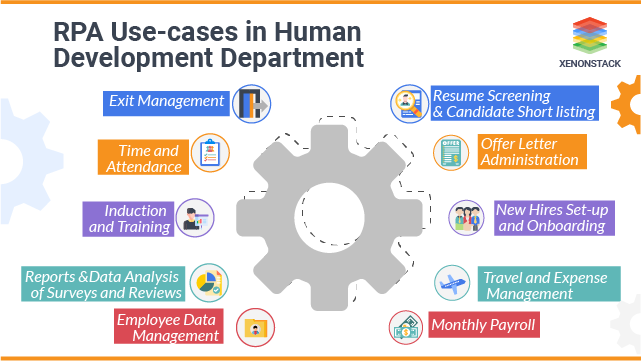 RPA Use-cases in Human
Development Department
XENONSTACK
Exit Management
Time and
Attendance
Induction
and Training
Reports &Data Analysis
of Surveys and Reviews
Employee Data
Management
Resume Screening
& Candidate Short listing
OFFER
Offer Letter
Administration
New Hires Set-up
and Onboarding
Travel and Expense
Management
Monthly Payroll